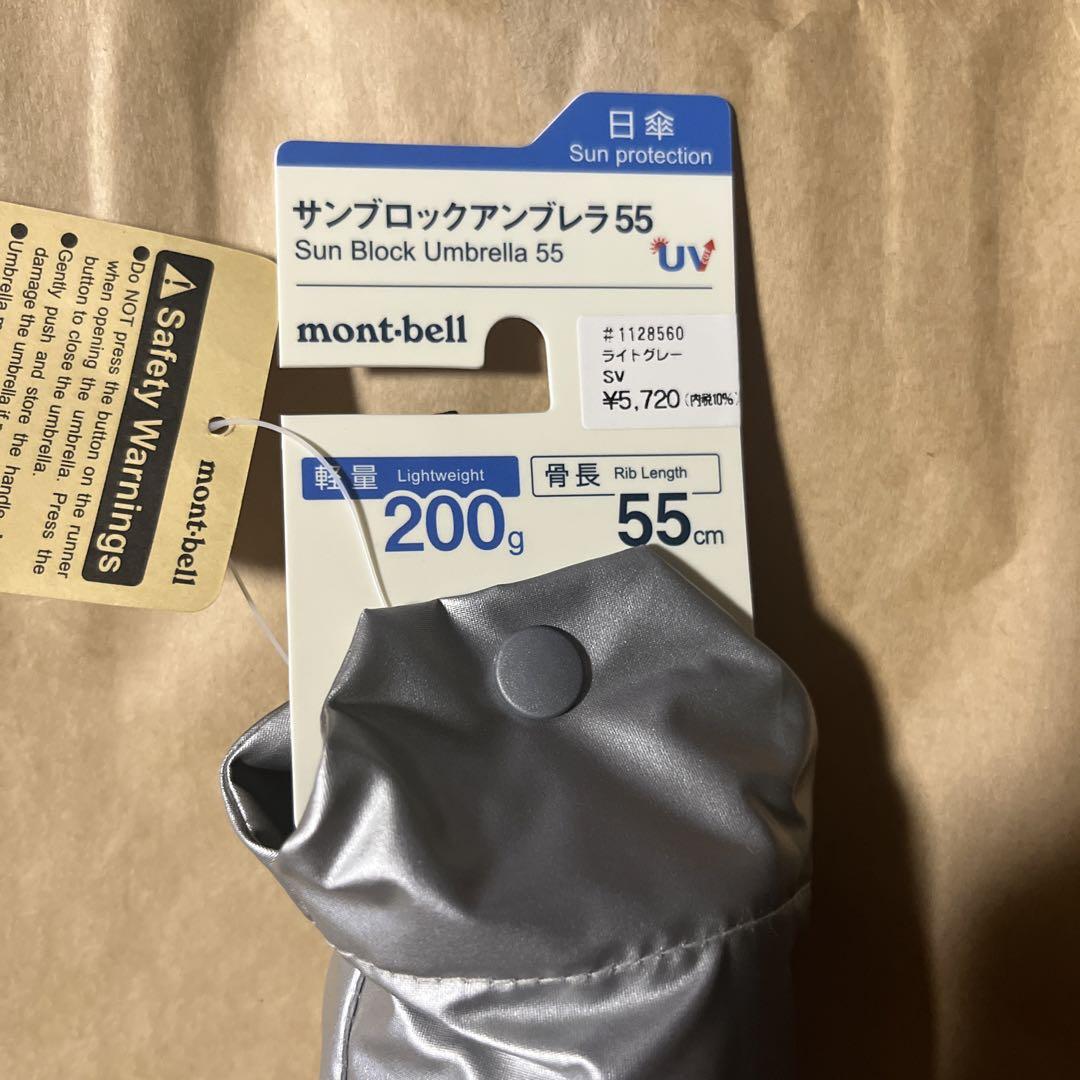 日傘
Sun protection
サンブロックアンブレラ55
Sun Block Umbrella 55
UV
CUT
mont-bell
#1128560
ライトグレー
SV
¥5,720(内税10%)
軽量 Lightweight
200g
骨長 Rib Length
55cm
mont-bell
Safety Warnings
●Do NOT press the button on the runner
when opening the umbrella. Press the
button to close the umbrella.
●Gently push and store the handle,
damage the umbrella if
●Umbrella